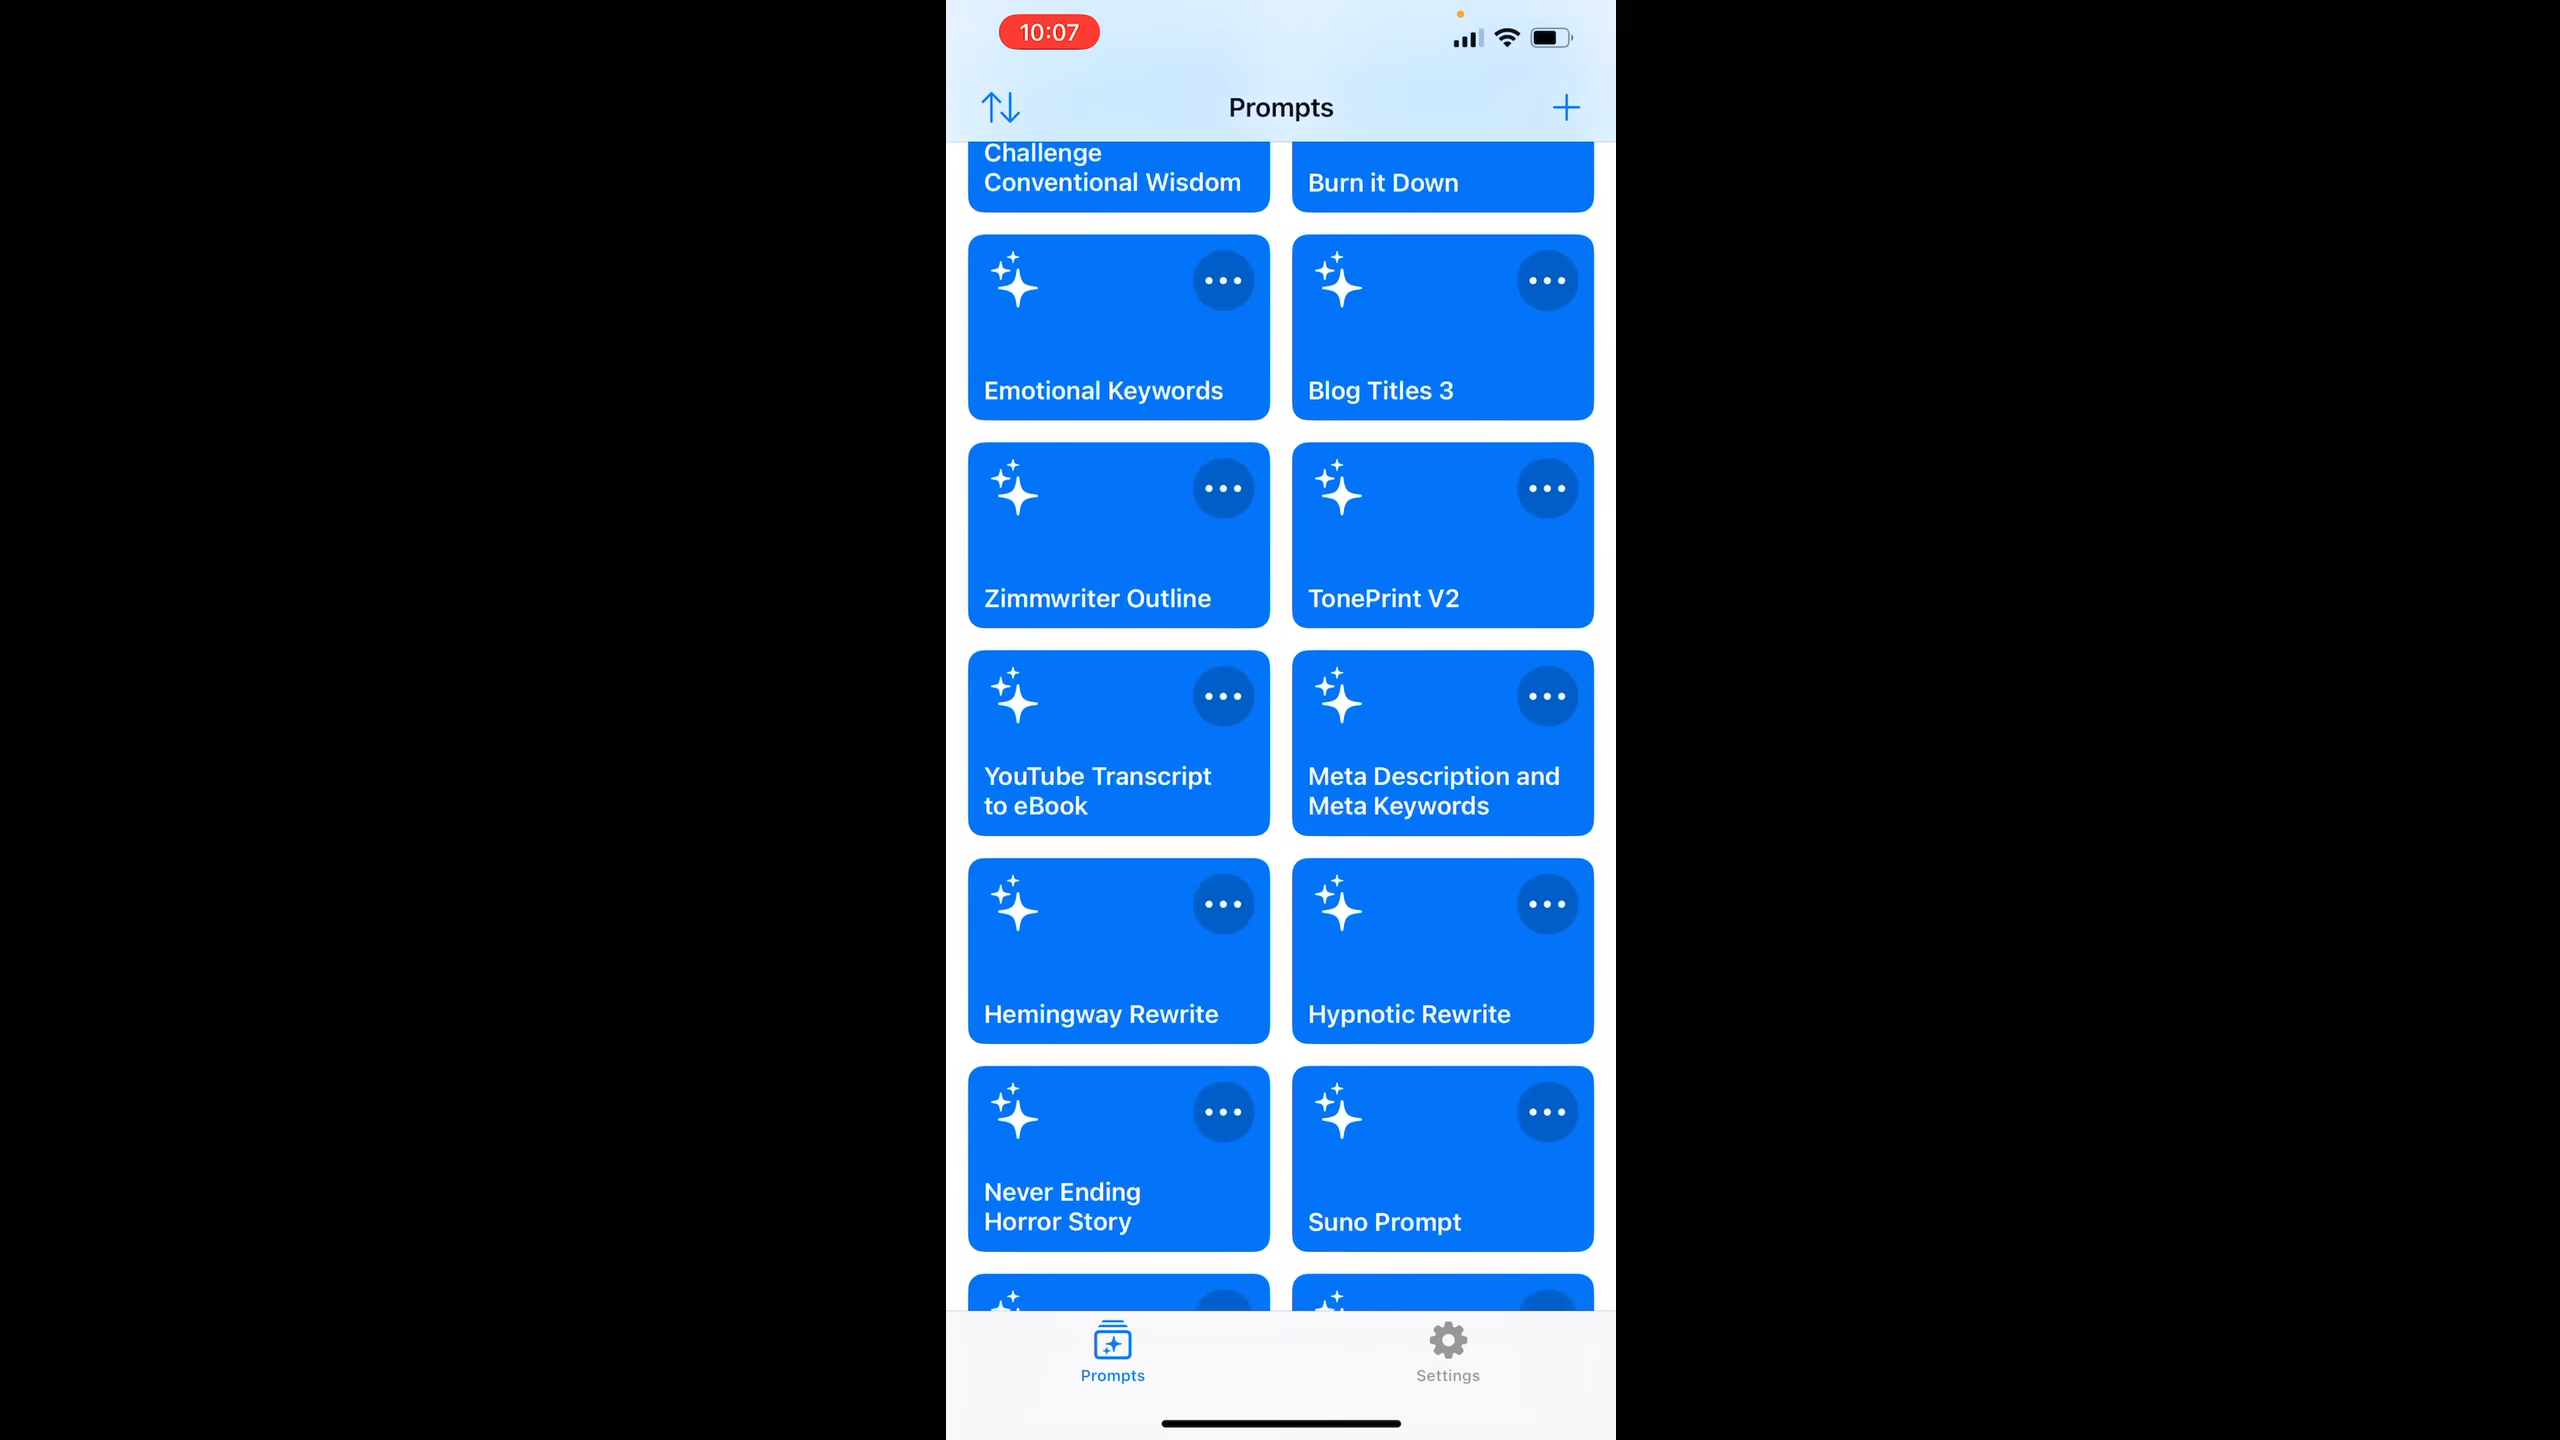 10:07
Prompts
Challenge
Conventional Wisdom
Burn it Down
Emotional Keywords
Blog Titles 3
Zimmwriter Outline
TonePrint V2
YouTube Transcript
to eBook
Meta Description and
Meta Keywords
Hemingway Rewrite
Hypnotic Rewrite
Never Ending
Horror Story
Suno Prompt
Prompts
Settings